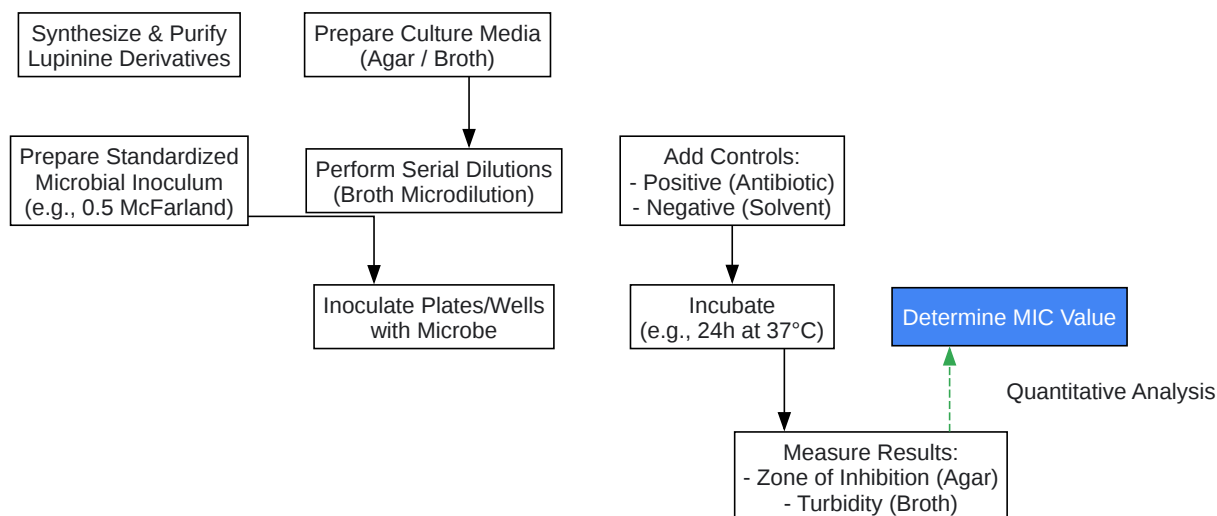 Synthesize & Purify
Lupinine Derivatives
Prepare Culture Media
(Agar / Broth)
Prepare Standardized
Microbial Inoculum
(e.g., 0.5 McFarland)
Perform Serial Dilutions
(Broth Microdilution)
Add Controls:
- Positive (Antibiotic)
- Negative (Solvent)
Inoculate Plates/Wells
with Microbe
Incubate
(e.g., 24h at 37°C)
Determine MIC Value
Quantitative Analysis
Measure Results:
- Zone of Inhibition (Agar)
- Turbidity (Broth)